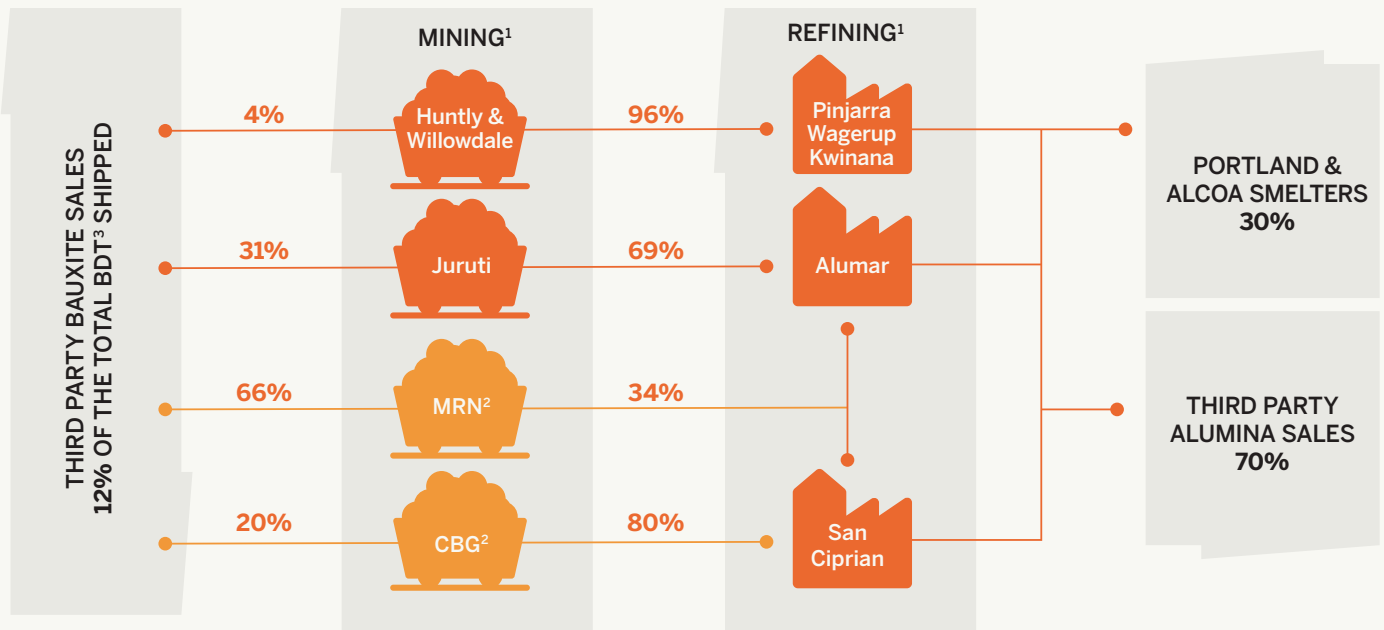 THIRD PARTY BAUXITE SALES
12% OF THE TOTAL BDT³ SHIPPED
MINING¹
REFINING¹
4%
Huntly &
Willowdale
96%
Pinjarra
Wagerup
Kwinana
31%
Juruti
69%
Alumar
66%
MRN²
34%
20%
CBG²
80%
San
Ciprian
PORTLAND &
ALCOA SMELTERS
30%
THIRD PARTY
ALUMINA SALES
70%